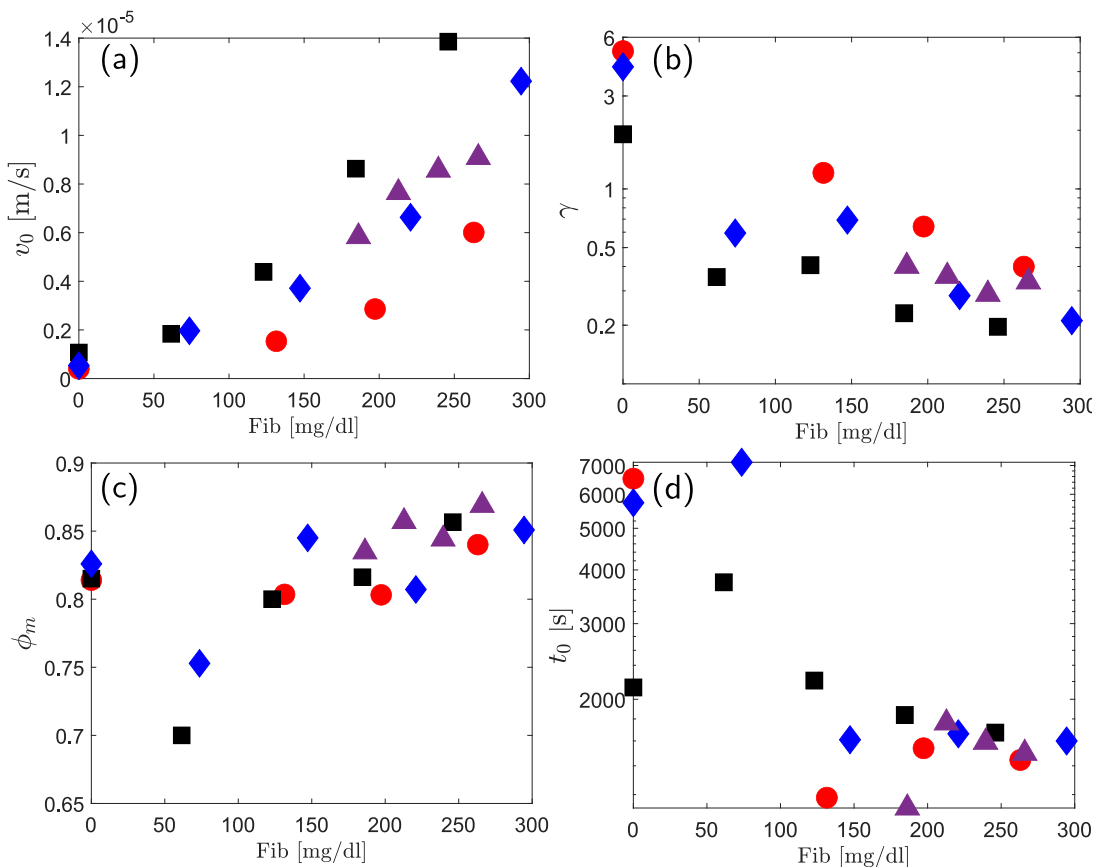 ×10⁻⁵
(a)
v₀ [m/s]
1.4
1.2
1
0.8
0.6
0.4
0.2
0
0 50 100 150 200 250 300
Fib [mg/dl]
(b)
γ
6
3
1
0.5
0.2
0 50 100 150 200 250 300
Fib [mg/dl]
(c)
ϕₘ
0.9
0.85
0.8
0.75
0.7
0.65
0 50 100 150 200 250 300
Fib [mg/dl]
(d)
t₀ [s]
7000
6000
5000
4000
3000
2000
0 50 100 150 200 250 300
Fib [mg/dl]